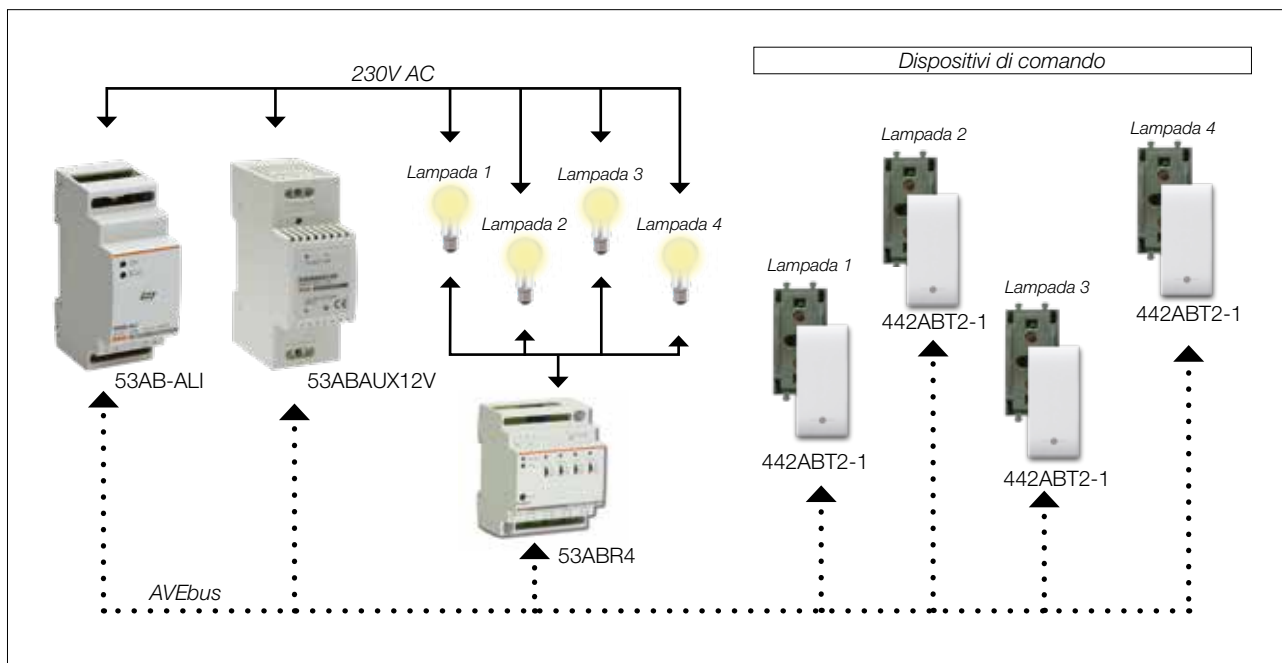 230V AC
Dispositivi di comando
Lampada 1
Lampada 2
Lampada 3
Lampada 4
53AB-ALI
53ABAUX12V
53ABR4
Lampada 1
442ABT2-1
Lampada 2
442ABT2-1
Lampada 3
442ABT2-1
Lampada 4
442ABT2-1
AVEbus